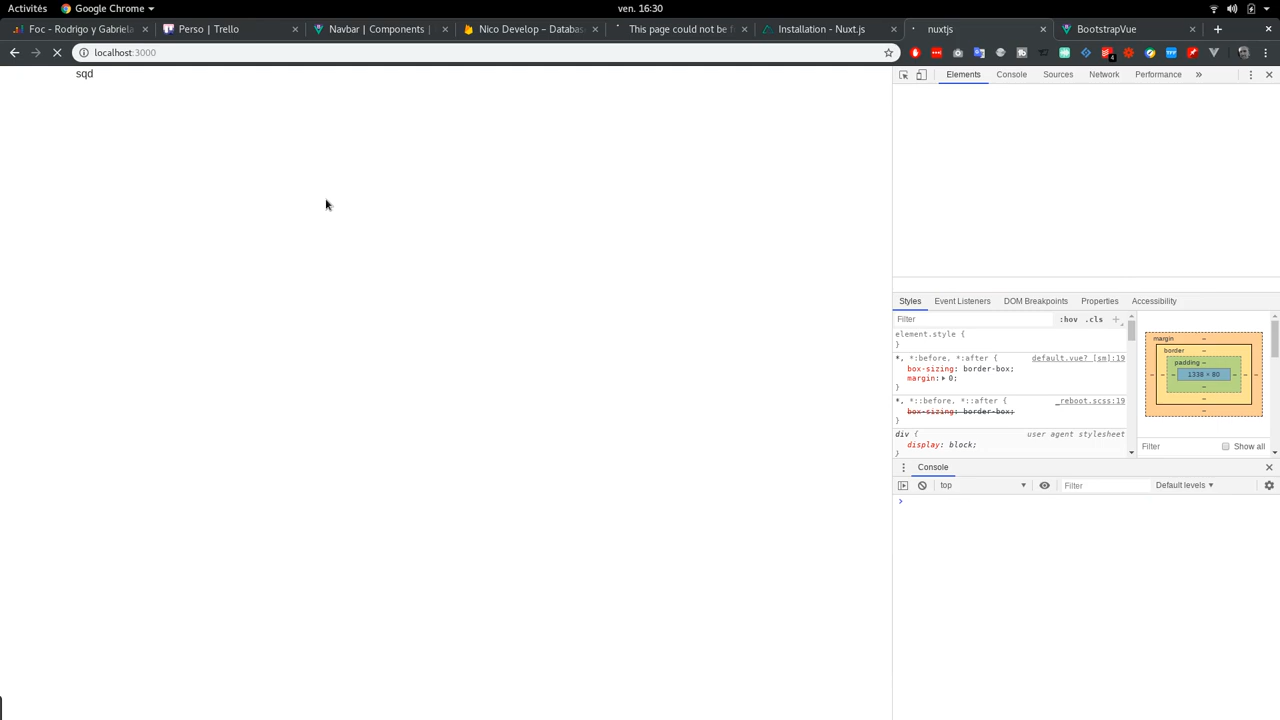 Activités Google Chrome ven. 16:30
Foc - Rodrigo y Gabriela Perso | Trello Navbar | Components | Nico Develop – Databas This page could not be f Installation - Nuxt.js nuxtjs BootstrapVue
localhost:3000 4
sqd
Elements Console Sources Network Performance »
Styles Event Listeners DOM Breakpoints Properties Accessibility
Filter :hov .cls +
element.style {
}
*, *:before, *:after { default.vue? [sm]:19
box-sizing: border-box;
margin: 0;
}
*, *::before, *::after { _reboot.scss:19
box-sizing: border-box;
}
div { user agent stylesheet
display: block;
}
margin –
border –
padding –
– – – 1338 × 80 – – –
–
–
–
Filter Show all
Console
top Filter Default levels